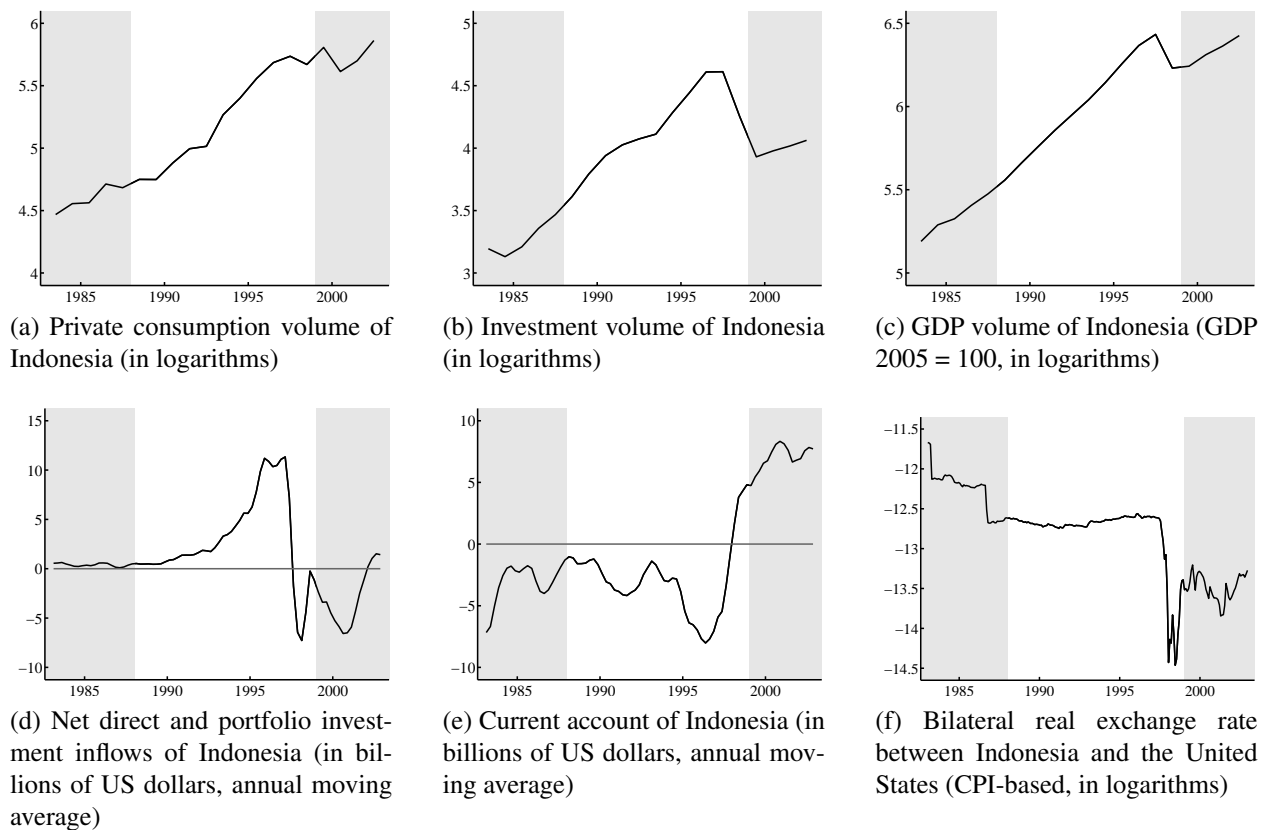 6
5.5
5
4.5
4
1985 1990 1995 2000
(a) Private consumption volume of
Indonesia (in logarithms)
5
4.5
4
3.5
3
1985 1990 1995 2000
(b) Investment volume of Indonesia
(in logarithms)
6.5
6
5.5
5
1985 1990 1995 2000
(c) GDP volume of Indonesia (GDP
2005 = 100, in logarithms)
15
10
5
0
−5
−10
1985 1990 1995 2000
(d) Net direct and portfolio invest-
ment inflows of Indonesia (in bil-
lions of US dollars, annual moving
average)
10
5
0
−5
−10
1985 1990 1995 2000
(e) Current account of Indonesia (in
billions of US dollars, annual mov-
ing average)
−11.5
−12
−12.5
−13
−13.5
−14
−14.5
1985 1990 1995 2000
(f) Bilateral real exchange rate
between Indonesia and the United
States (CPI-based, in logarithms)